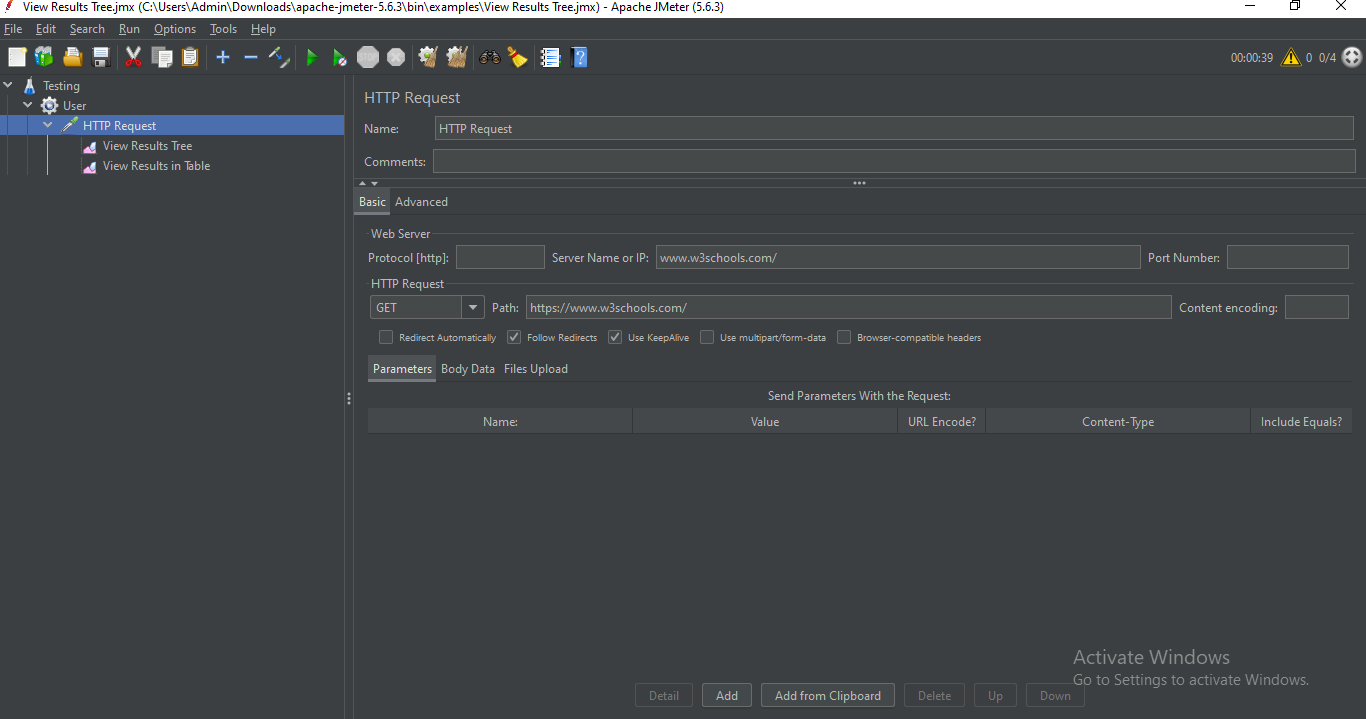 View Results Tree.jmx (C:\Users\Admin\Downloads\apache-jmeter-5.6.3\bin\examples\View Results Tree.jmx) - Apache JMeter (5.6.3)
File Edit Search Run Options Tools Help
00:00:39 0 0/4
Testing
User
HTTP Request
View Results Tree
View Results in Table
HTTP Request
Name: HTTP Request
Comments:
Basic Advanced
Web Server
Protocol [http]: Server Name or IP: www.w3schools.com/ Port Number:
HTTP Request
GET Path: https://www.w3schools.com/ Content encoding:
Redirect Automatically Follow Redirects Use KeepAlive Use multipart/form-data Browser-compatible headers
Parameters Body Data Files Upload
Send Parameters With the Request:
Name: Value URL Encode? Content-Type Include Equals?
Detail Add Add from Clipboard Delete Up Down
Activate Windows
Go to Settings to activate Windows.